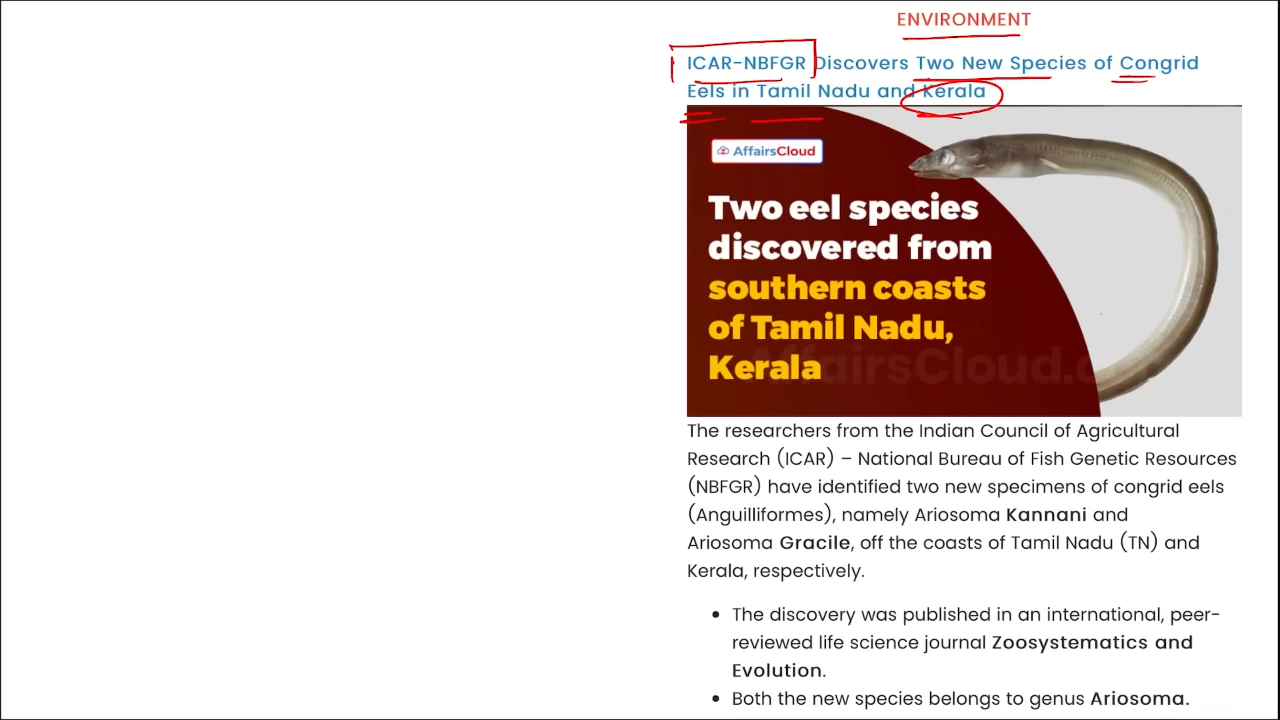 ENVIRONMENT
ICAR-NBFGR Discovers Two New Species of Congrid
Eels in Tamil Nadu and Kerala
AffairsCloud
Two eel species
discovered from
southern coasts
of Tamil Nadu,
Kerala
AffairsCloud.c
The researchers from the Indian Council of Agricultural
Research (ICAR) – National Bureau of Fish Genetic Resources
(NBFGR) have identified two new specimens of congrid eels
(Anguilliformes), namely Ariosoma Kannani and
Ariosoma Gracile, off the coasts of Tamil Nadu (TN) and
Kerala, respectively.
• The discovery was published in an international, peer-
reviewed life science journal Zoosystematics and
Evolution.
• Both the new species belongs to genus Ariosoma.